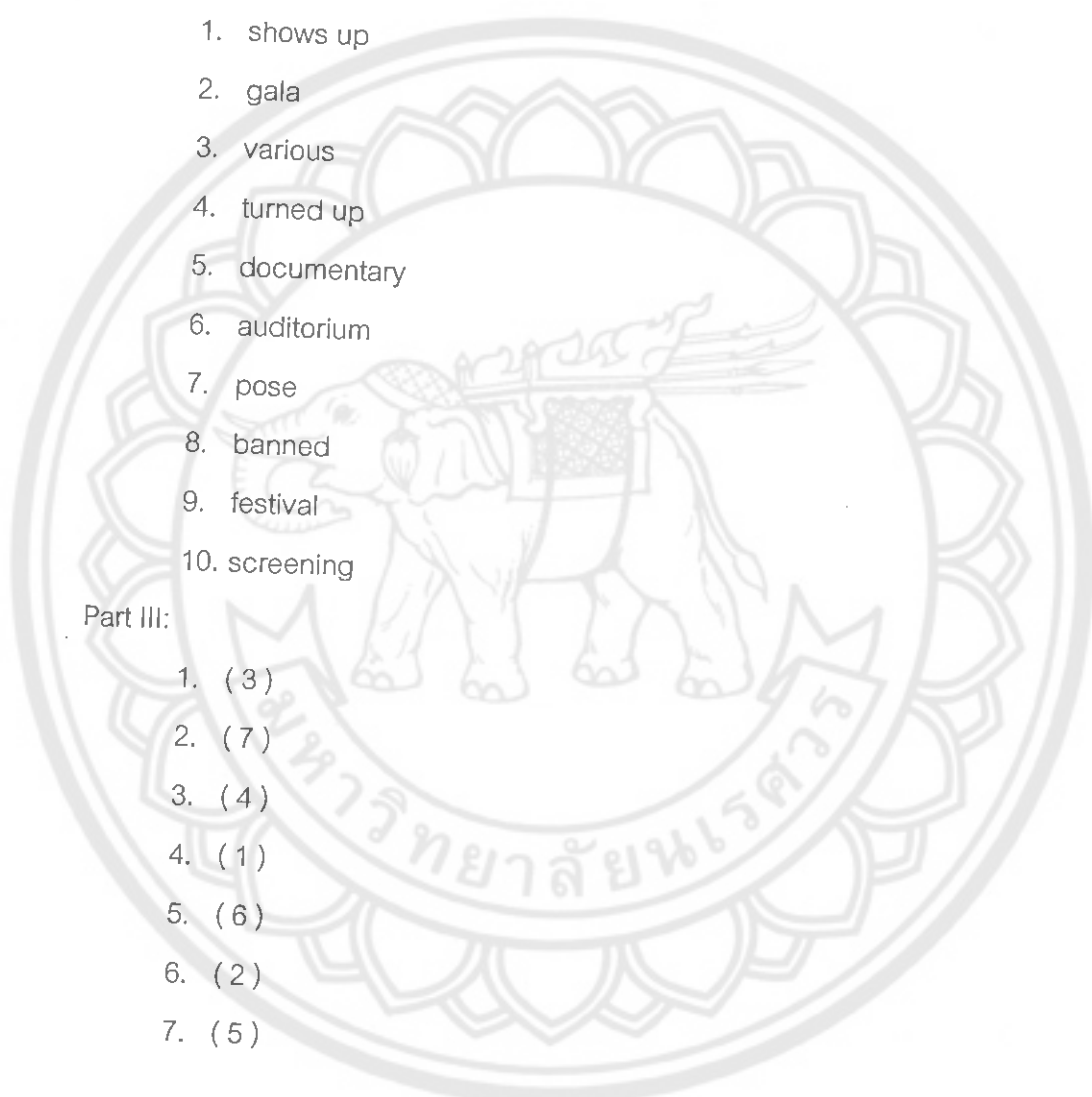 1. shows up
2. gala
3. various
4. turned up
5. documentary
6. auditorium
7. pose
8. banned
9. festival
10. screening
Part III:
1. (3)
2. (7)
3. (4)
4. (1)
5. (6)
6. (2)
7. (5)
มหาวิทยาลัยนเรศวร